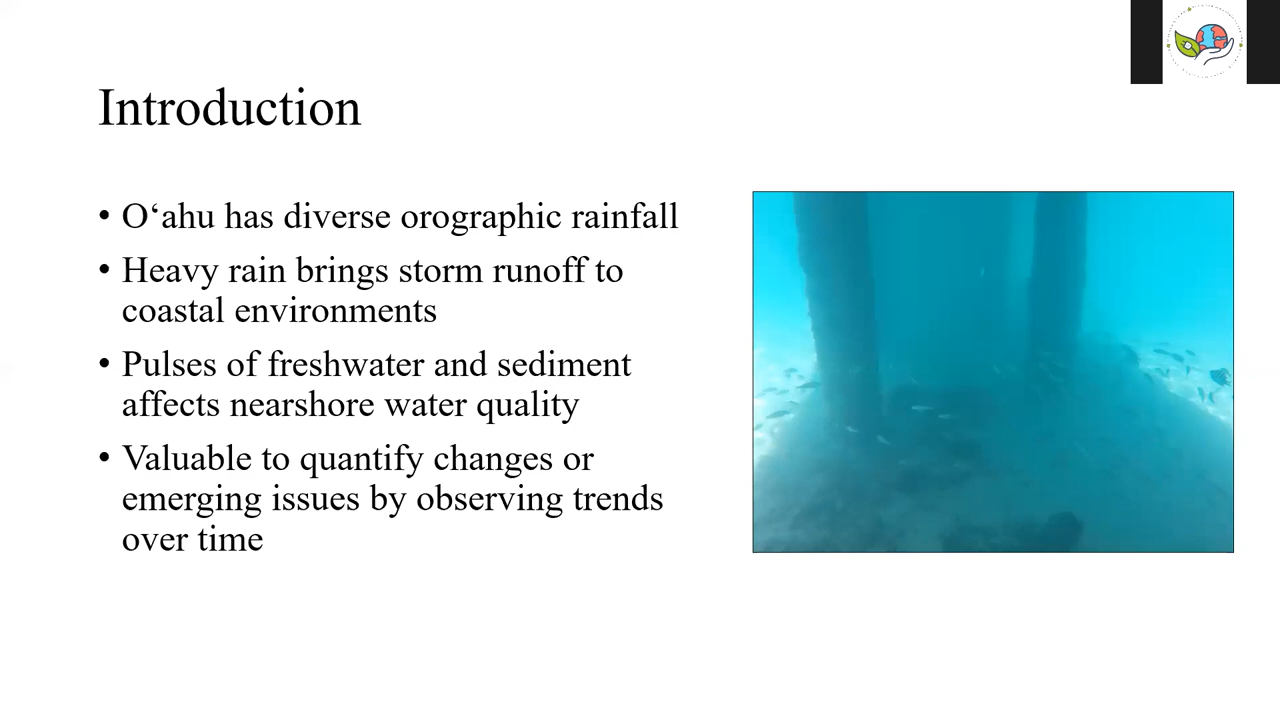 Introduction
• Oʻahu has diverse orographic rainfall
• Heavy rain brings storm runoff to
coastal environments
• Pulses of freshwater and sediment
affects nearshore water quality
• Valuable to quantify changes or
emerging issues by observing trends
over time